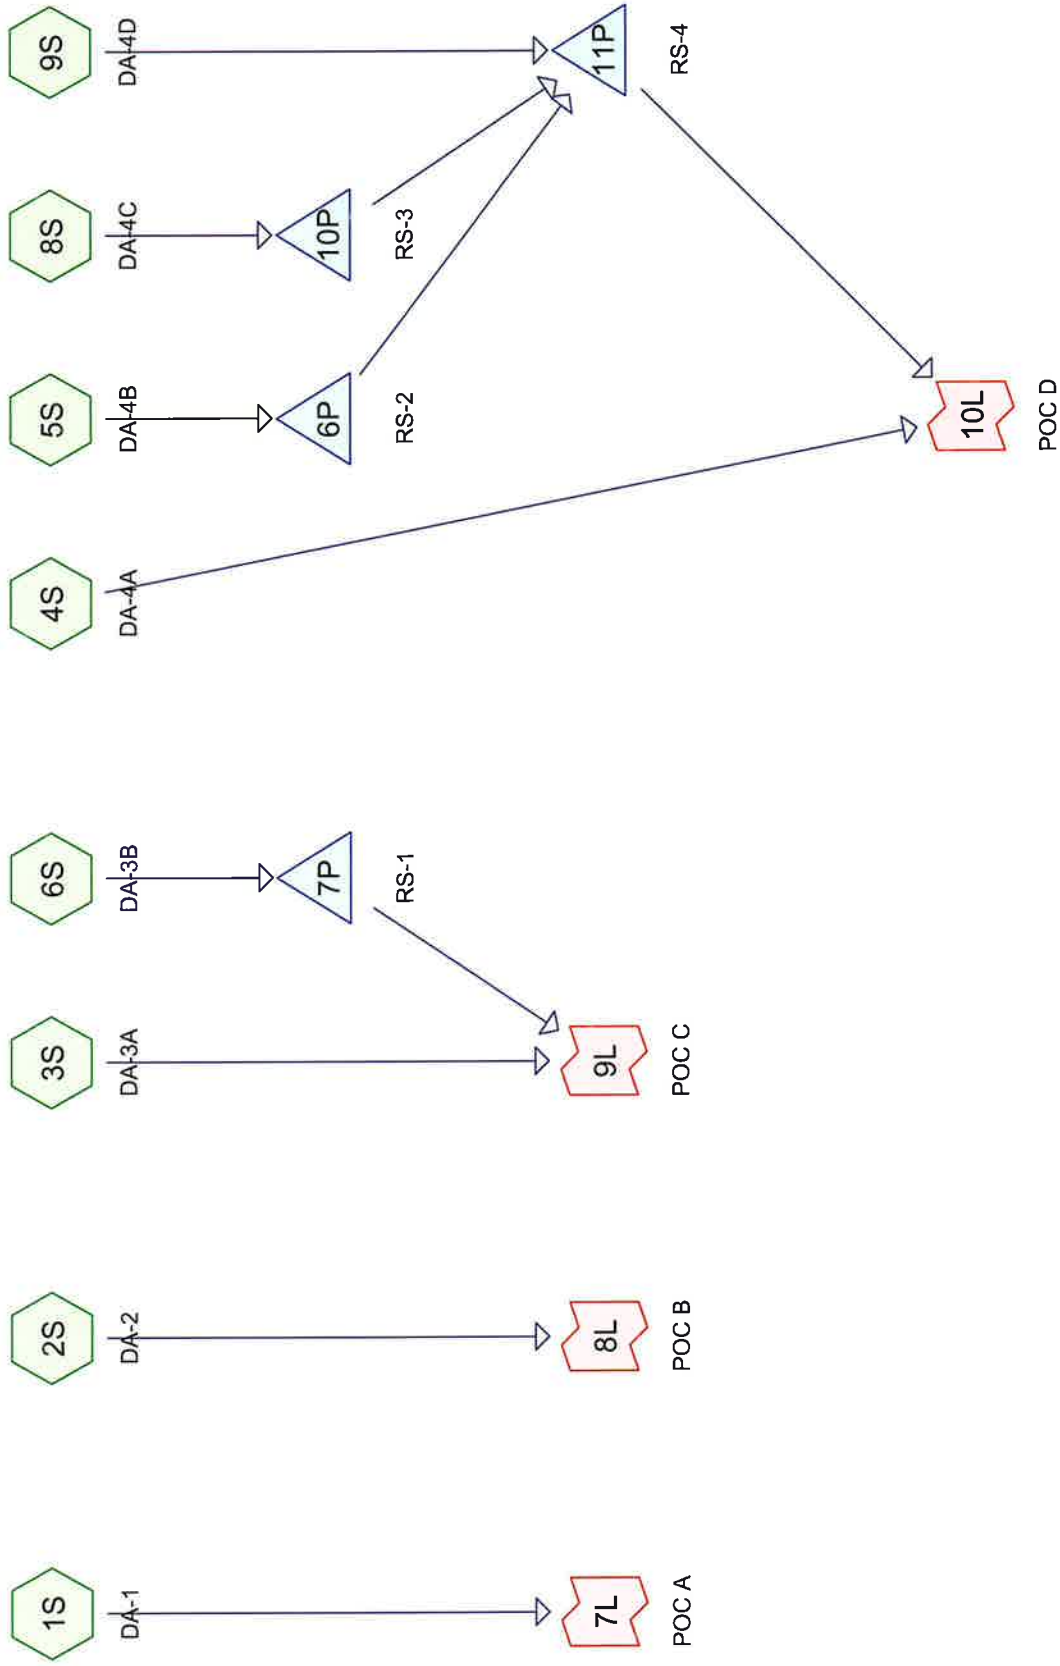 1S
DA-1
2S
DA-2
3S
DA-3A
6S
DA-3B
4S
DA-4A
5S
DA-4B
8S
DA-4C
9S
DA-4D
7P
RS-1
6P
RS-2
10P
RS-3
7L
POC A
8L
POC B
9L
POC C
11P
RS-4
10L
POC D